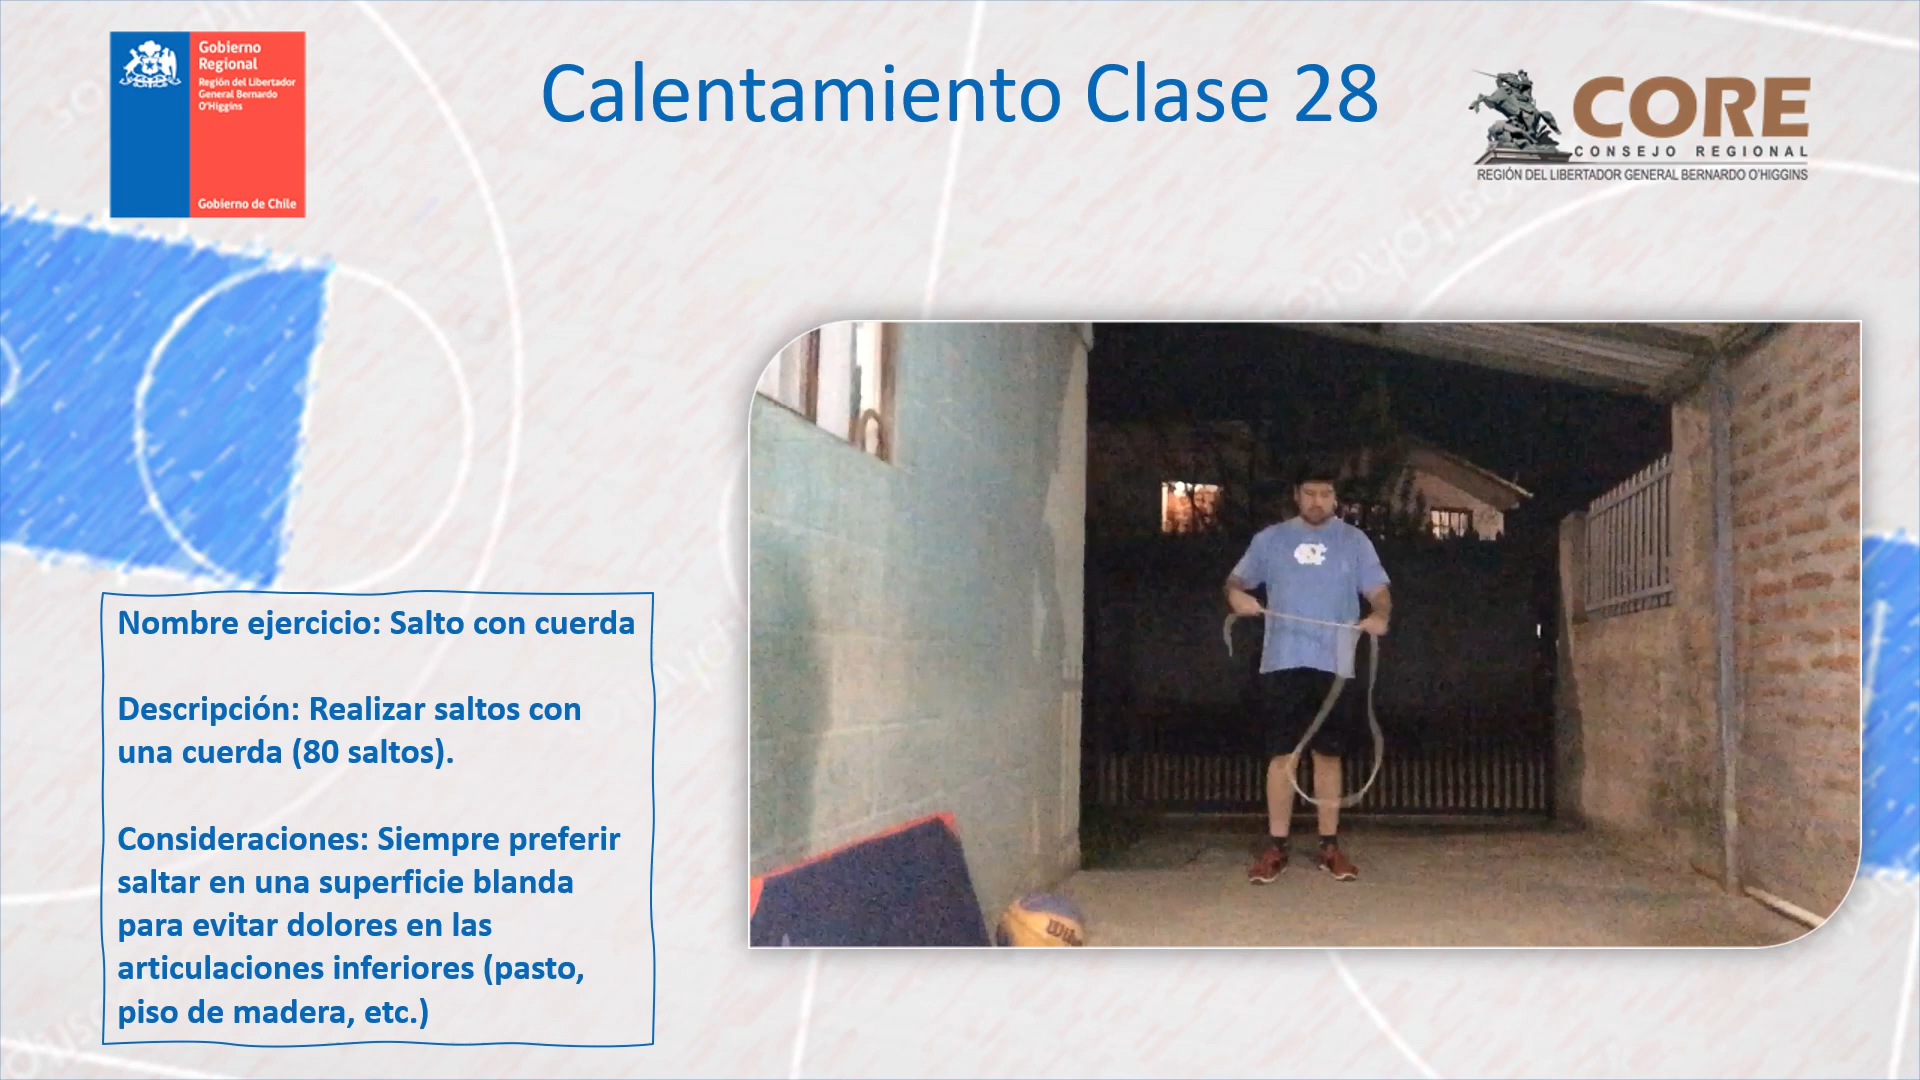 Gobierno
Regional
Región del Libertador
General Bernardo
O'Higgins
Gobierno de Chile
Calentamiento Clase 28
CORE
CONSEJO REGIONAL
REGIÓN DEL LIBERTADOR GENERAL BERNARDO O'HIGGINS
Nombre ejercicio: Salto con cuerda
Descripción: Realizar saltos con
una cuerda (80 saltos).
Consideraciones: Siempre preferir
saltar en una superficie blanda
para evitar dolores en las
articulaciones inferiores (pasto,
piso de madera, etc.)
NC